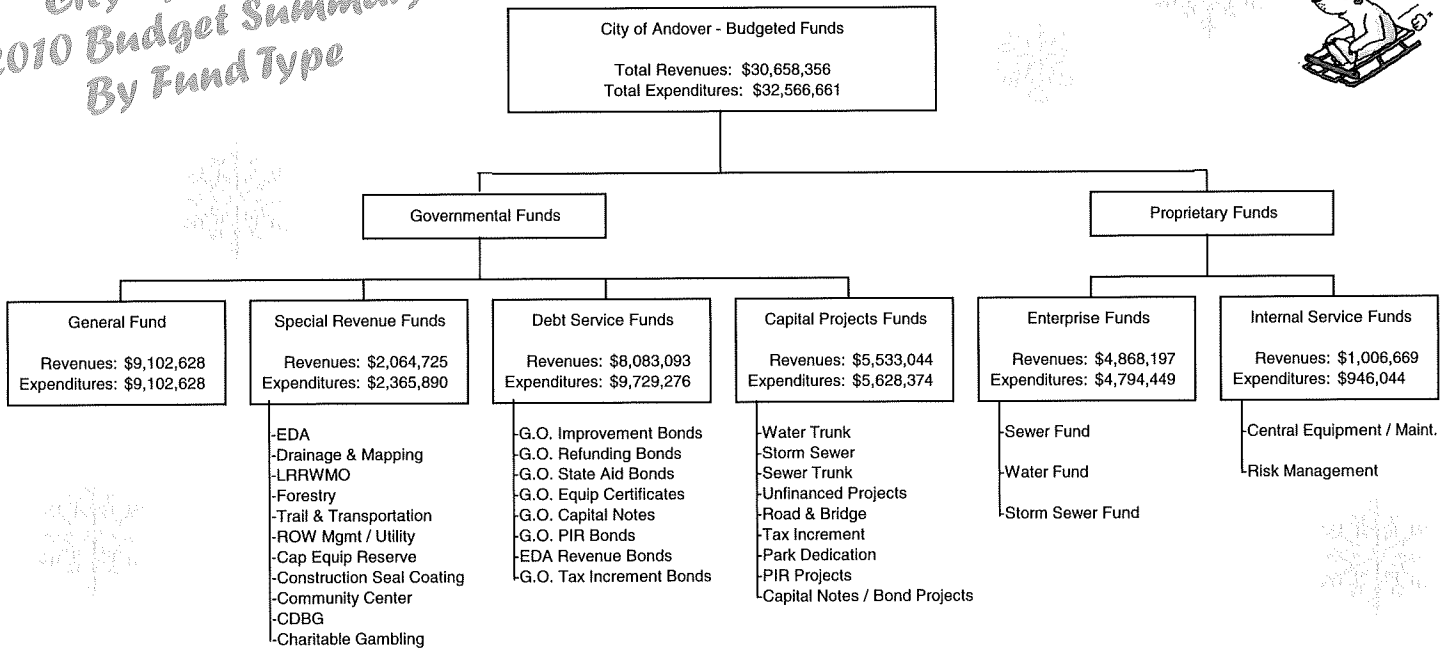 2010 Budget Summary
By Fund Type
City of Andover - Budgeted Funds
Total Revenues: $30,658,356
Total Expenditures: $32,566,661
Governmental Funds
Proprietary Funds
General Fund
Revenues: $9,102,628
Expenditures: $9,102,628
Special Revenue Funds
Revenues: $2,064,725
Expenditures: $2,365,890
-EDA
-Drainage & Mapping
-LRRWMO
-Forestry
-Trail & Transportation
-ROW Mgmt / Utility
-Cap Equip Reserve
-Construction Seal Coating
-Community Center
-CDBG
-Charitable Gambling
Debt Service Funds
Revenues: $8,083,093
Expenditures: $9,729,276
-G.O. Improvement Bonds
-G.O. Refunding Bonds
-G.O. State Aid Bonds
-G.O. Equip Certificates
-G.O. Capital Notes
-G.O. PIR Bonds
-EDA Revenue Bonds
-G.O. Tax Increment Bonds
Capital Projects Funds
Revenues: $5,533,044
Expenditures: $5,628,374
-Water Trunk
-Storm Sewer
-Sewer Trunk
-Unfinanced Projects
-Road & Bridge
-Tax Increment
-Park Dedication
-PIR Projects
-Capital Notes / Bond Projects
Enterprise Funds
Revenues: $4,868,197
Expenditures: $4,794,449
-Sewer Fund
-Water Fund
-Storm Sewer Fund
Internal Service Funds
Revenues: $1,006,669
Expenditures: $946,044
-Central Equipment / Maint.
-Risk Management